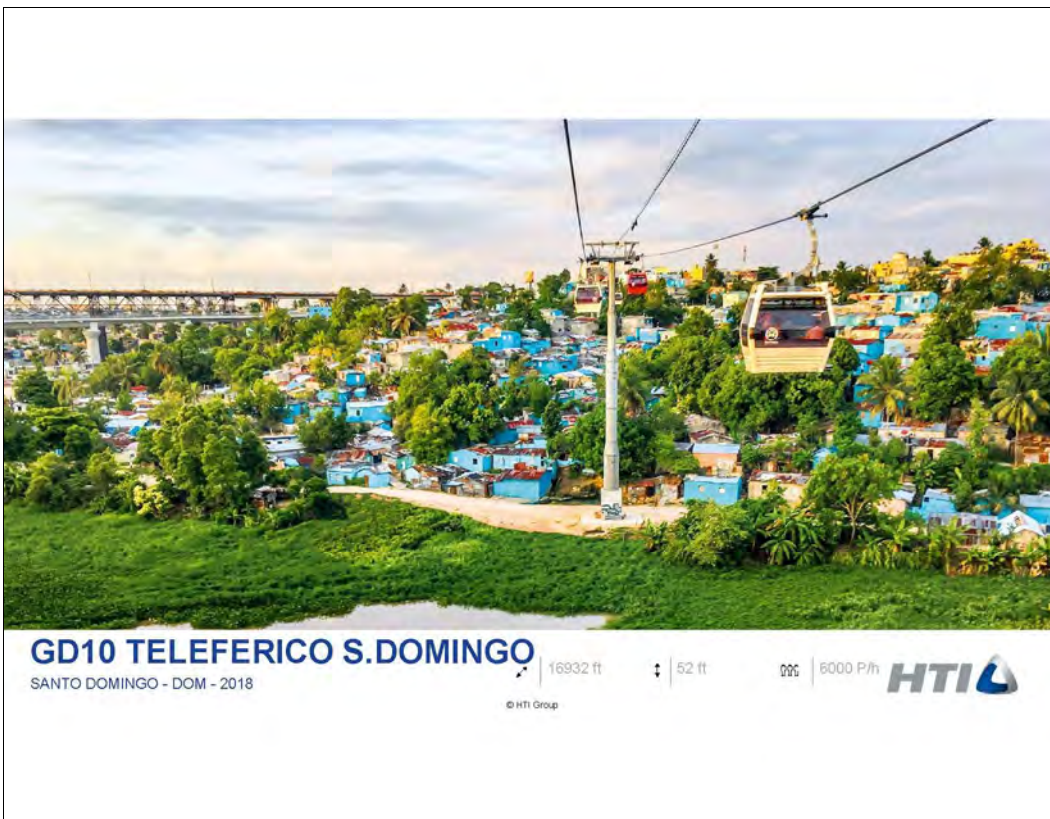 GD10 TELEFERICO S.DOMINGO
SANTO DOMINGO - DOM - 2018
16932 ft
52 ft
6000 P/h
HTI
© HTI Group